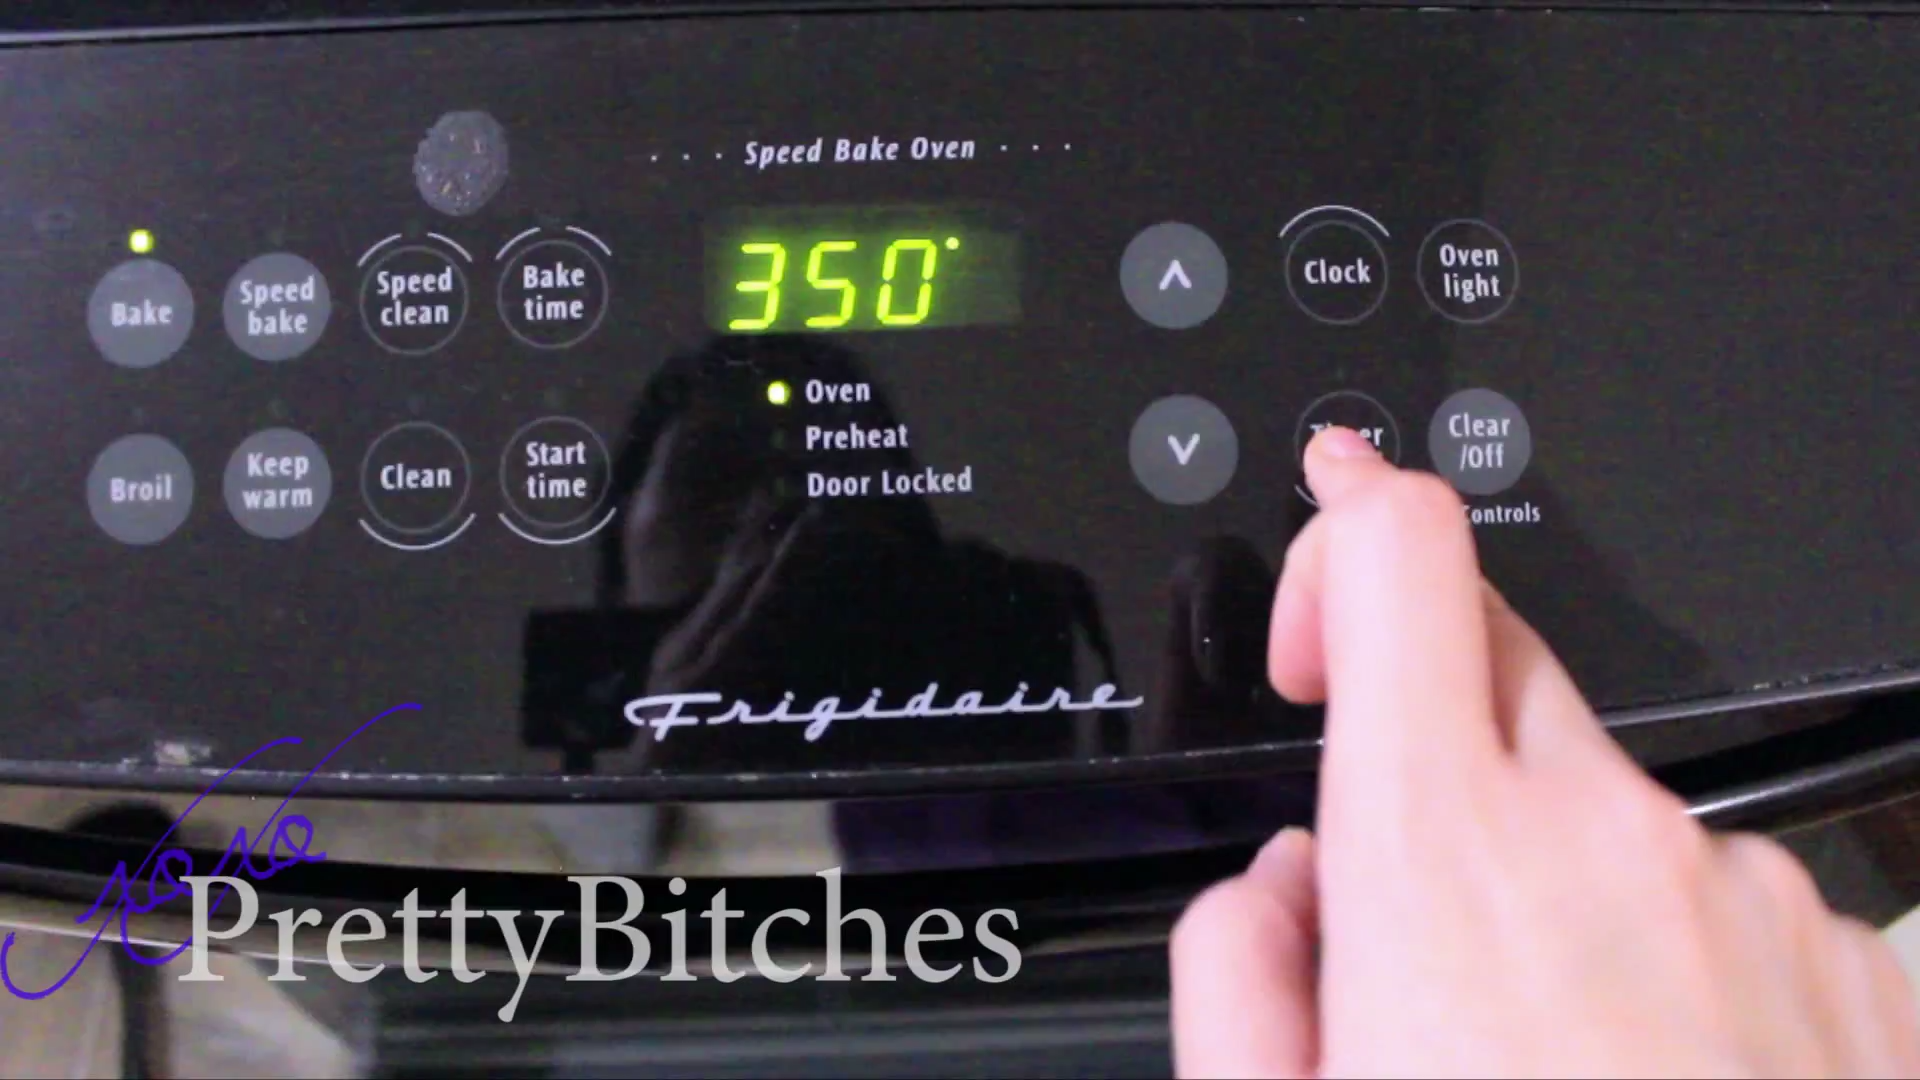 Speed Bake Oven
350°
Bake
Speed
bake
Speed
clean
Bake
time
Clock
Oven
light
Oven
Preheat
Door Locked
Broil
Keep
warm
Clean
Start
time
Clear
/Off
Frigidaire
xoxo
PrettyBitches